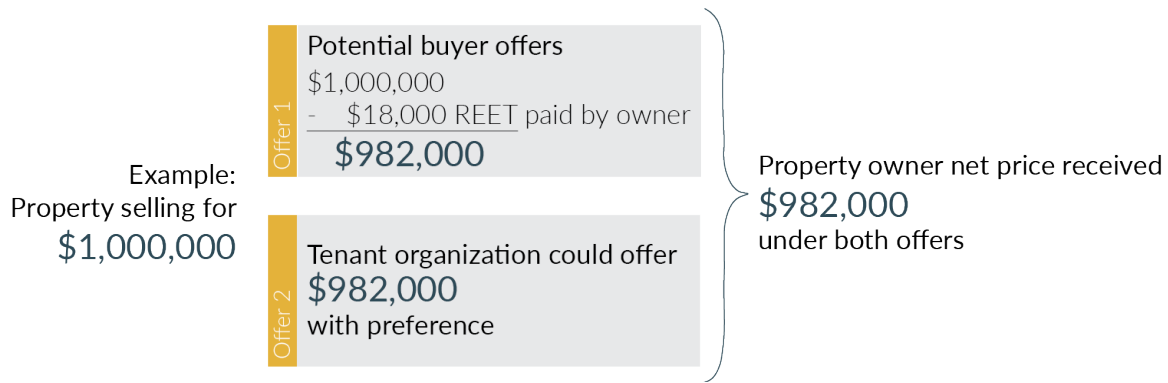 Example:
Property selling for
$1,000,000
Offer 1
Potential buyer offers
$1,000,000
- $18,000 REET paid by owner
$982,000
Offer 2
Tenant organization could offer
$982,000
with preference
Property owner net price received
$982,000
under both offers